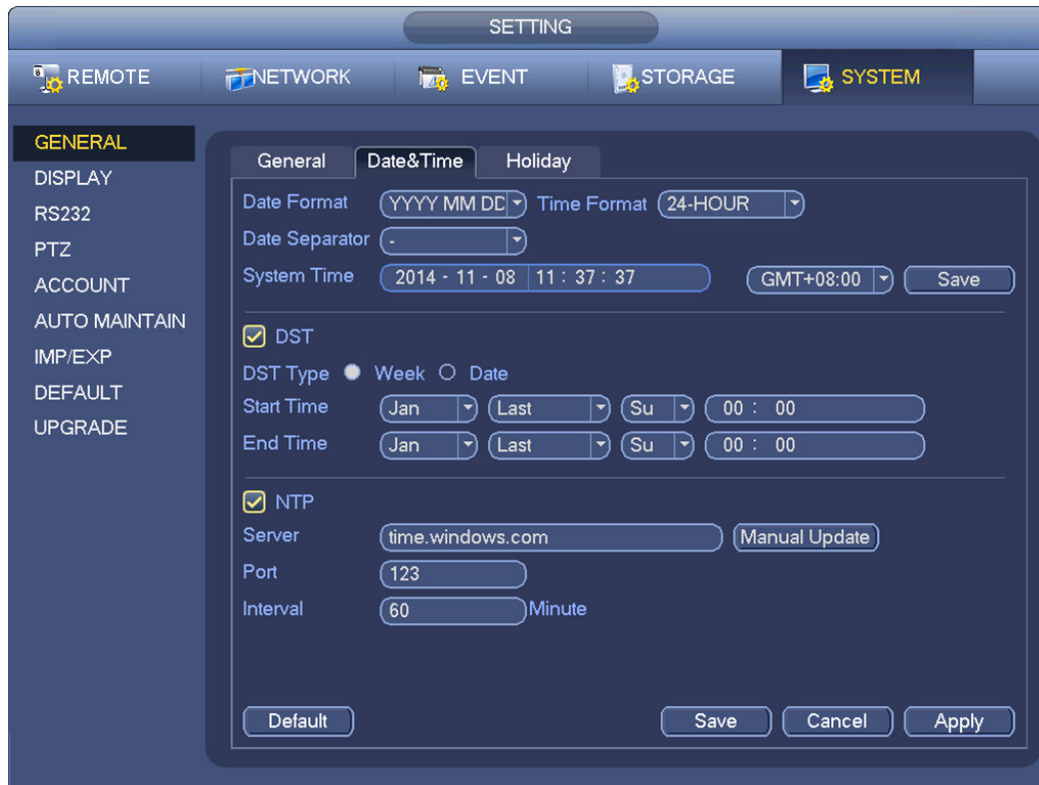 SETTING
REMOTE NETWORK EVENT STORAGE SYSTEM
GENERAL
DISPLAY
RS232
PTZ
ACCOUNT
AUTO MAINTAIN
IMP/EXP
DEFAULT
UPGRADE
General Date&Time Holiday
Date Format YYYY MM DD Time Format 24-HOUR
Date Separator -
System Time 2014 - 11 - 08 11 : 37 : 37 GMT+08:00 Save
DST
DST Type Week Date
Start Time Jan Last Su 00 : 00
End Time Jan Last Su 00 : 00
NTP
Server time.windows.com Manual Update
Port 123
Interval 60 Minute
Default Save Cancel Apply